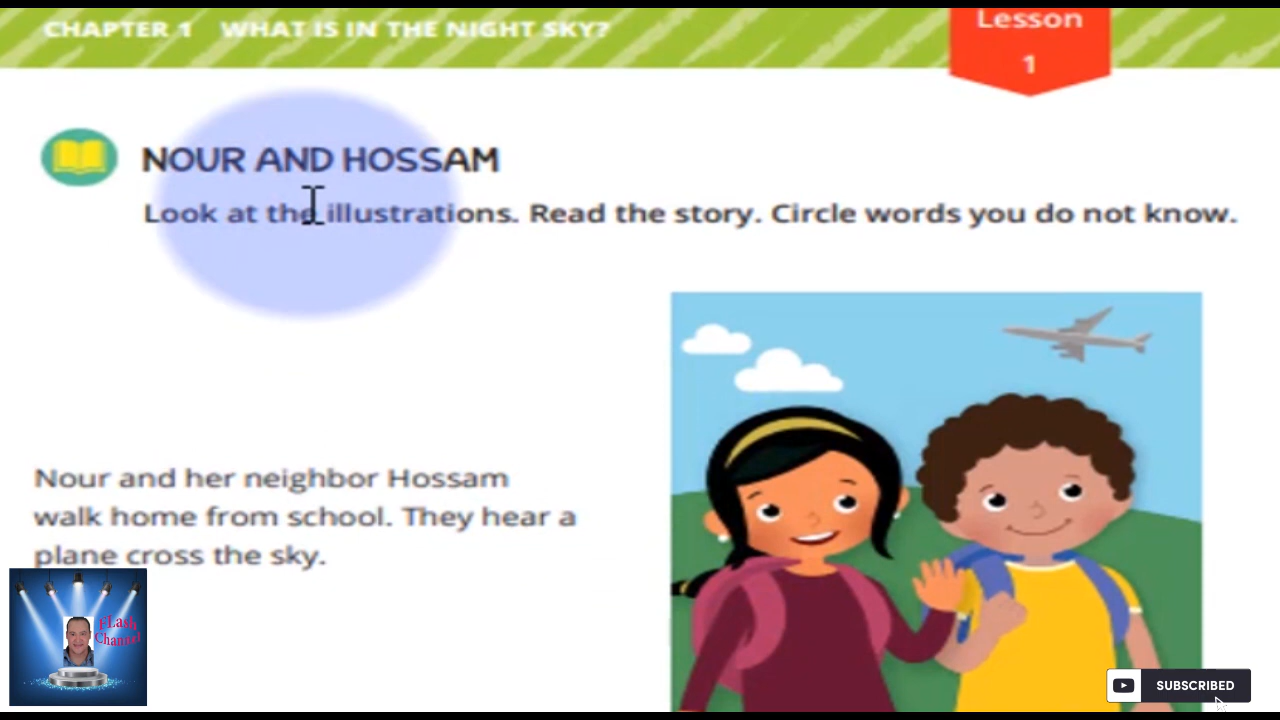 CHAPTER 1 WHAT IS IN THE NIGHT SKY?
Lesson
1
NOUR AND HOSSAM
Look at the illustrations. Read the story. Circle words you do not know.
Nour and her neighbor Hossam
walk home from school. They hear a
plane cross the sky.
FLash
Channel
SUBSCRIBED